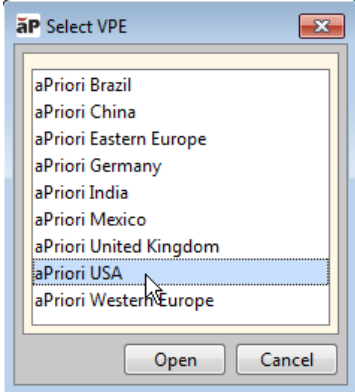 aP Select VPE
aPriori Brazil
aPriori China
aPriori Eastern Europe
aPriori Germany
aPriori India
aPriori Mexico
aPriori United Kingdom
aPriori USA
aPriori Western Europe
Open Cancel